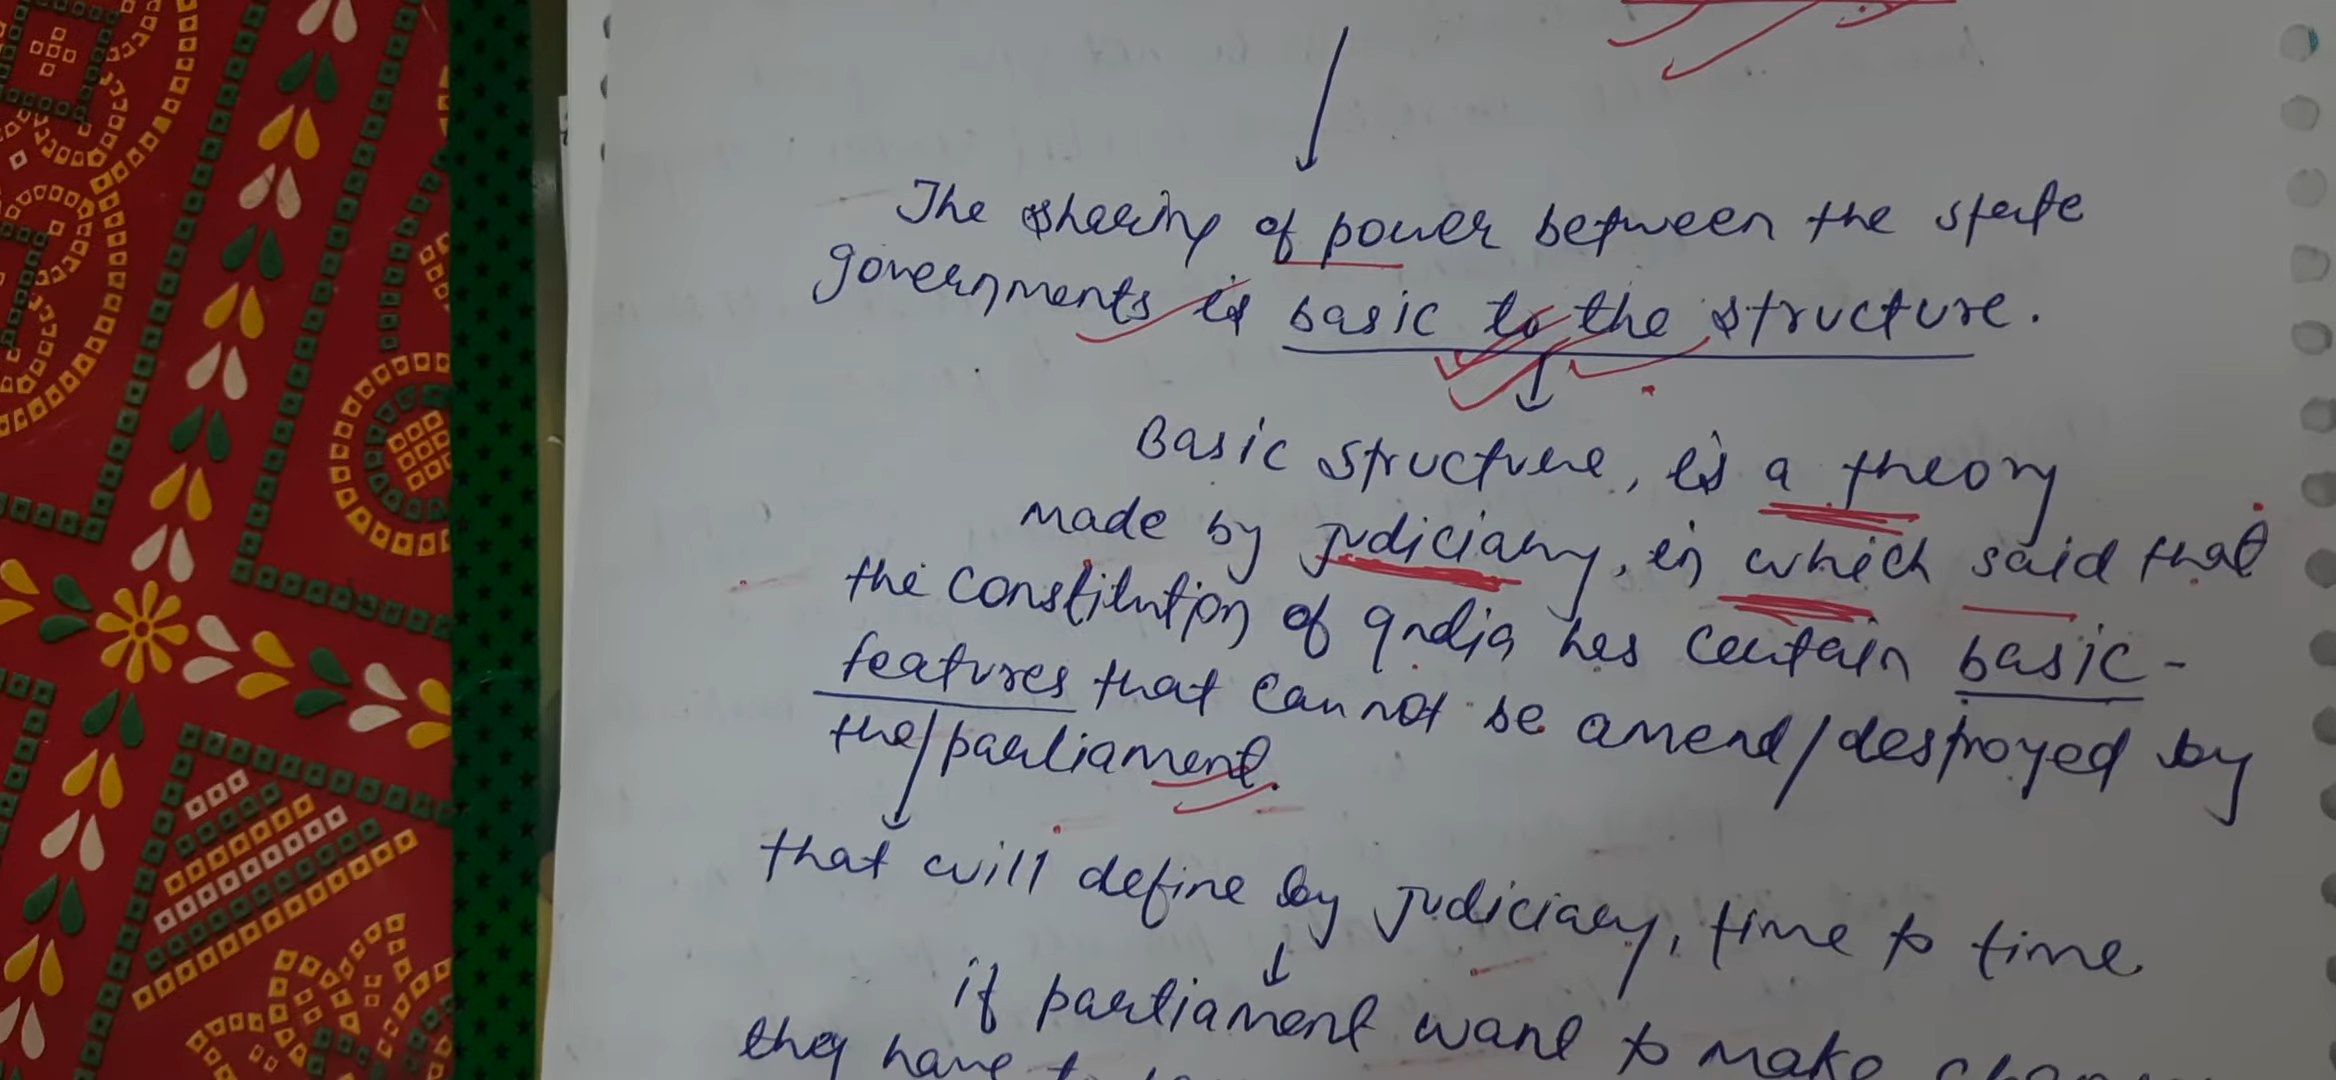 The sharing of power between the state
governments is basic to the structure.
Basic structure, is a theory
made by judiciary, in which said that
the constitution of India has certain basic-
features that cannot be amend/destroyed by
the parliament.
that will define by judiciary, time to time
if parliament want to make
they have to